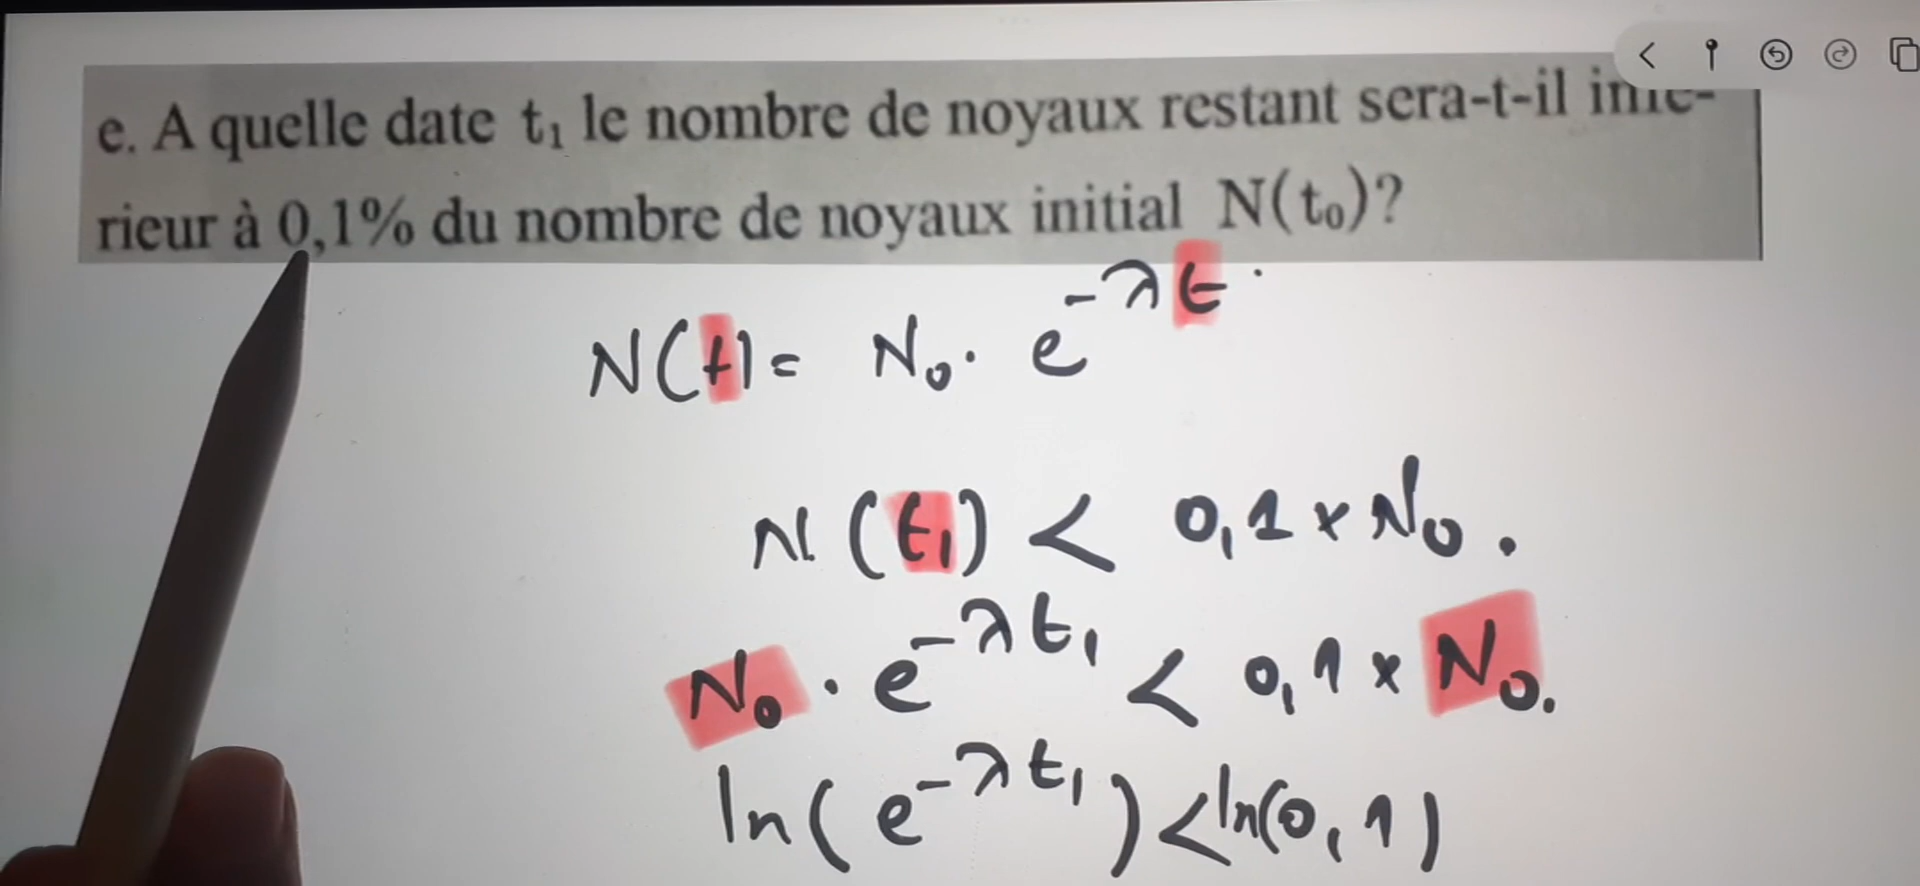 e. A quelle date t₁ le nombre de noyaux restant sera-t-il infé-
rieur à 0,1% du nombre de noyaux initial N(t₀)?
N(t) = N₀ · e^-λt
N(t₁) < 0,1 × N₀.
N₀ · e^-λt₁ < 0,1 × N₀.
ln(e^-λt₁) < ln(0,1)